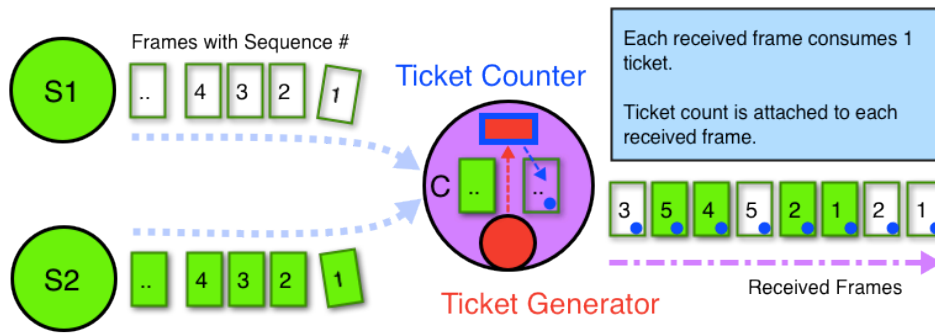 Frames with Sequence #
S1
..
4
3
2
1
Ticket Counter
Each received frame consumes 1
ticket.
Ticket count is attached to each
received frame.
C
..
..
3
5
4
5
2
1
2
1
S2
..
4
3
2
1
Ticket Generator
Received Frames